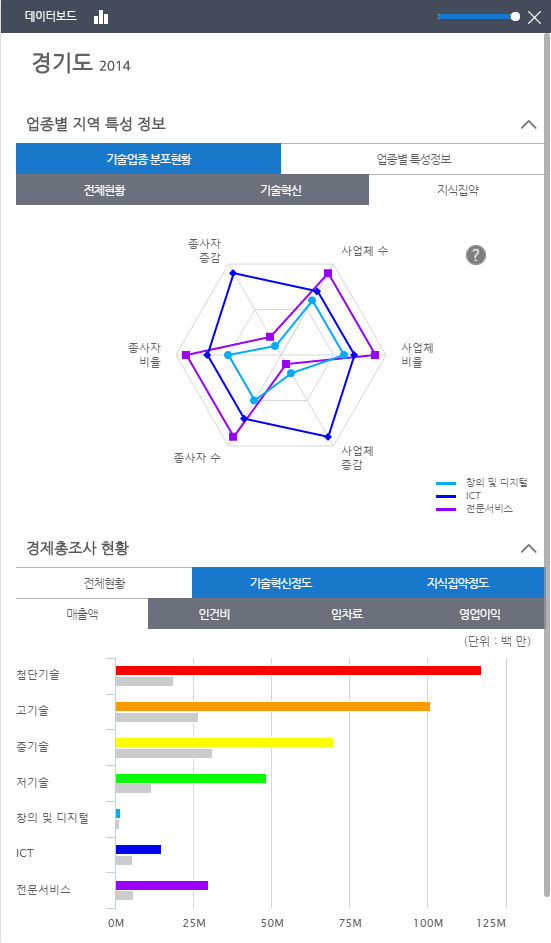 데이터보드
경기도 2014
업종별 지역 특성 정보
기술업종 분포현황 업종별 특성정보
전체현황 기술혁신 지식집약
종사자
증감
사업체 수
?
종사자
비율
사업체
비율
종사자 수
사업체
증감
창의 및 디지털
ICT
전문서비스
경제총조사 현황
전체현황 기술혁신정도 지식집약정도
매출액 인건비 임차료 영업이익
(단위 : 백 만)
첨단기술
고기술
중기술
저기술
창의 및 디지털
ICT
전문서비스
0M 25M 50M 75M 100M 125M